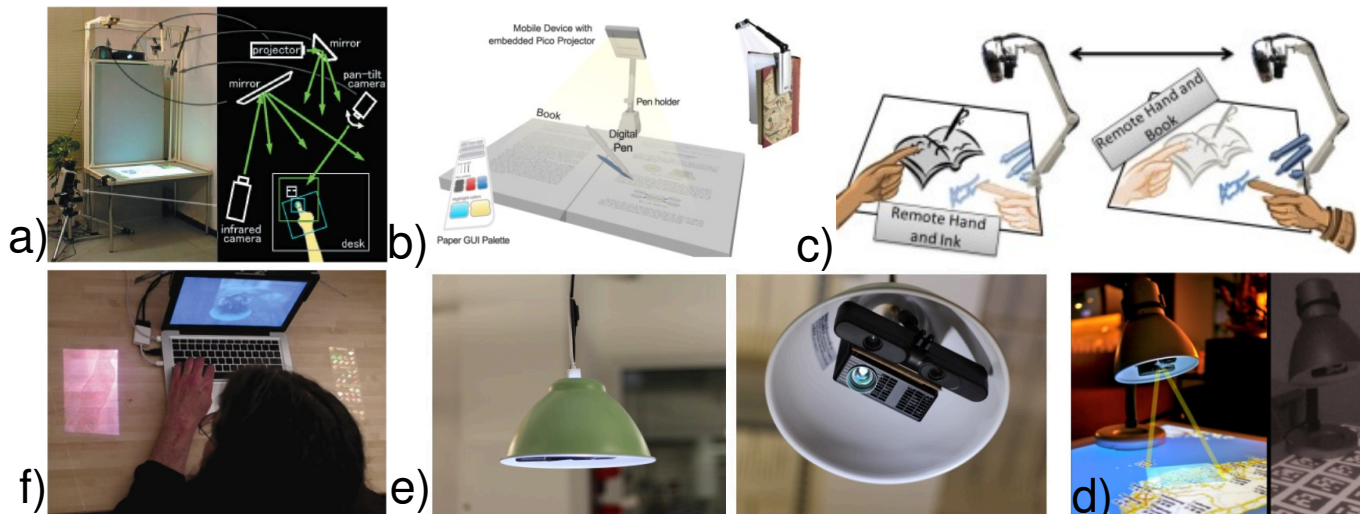 a)
projector
mirror
mirror
pan-tilt
camera
infrared
camera
desk
b)
Mobile Device with
embedded Pico Projector
Pen holder
Book
Digital
Pen
Paper GUI Palette
c)
Remote Hand
and Ink
Remote Hand and
Book
f)
e)
d)